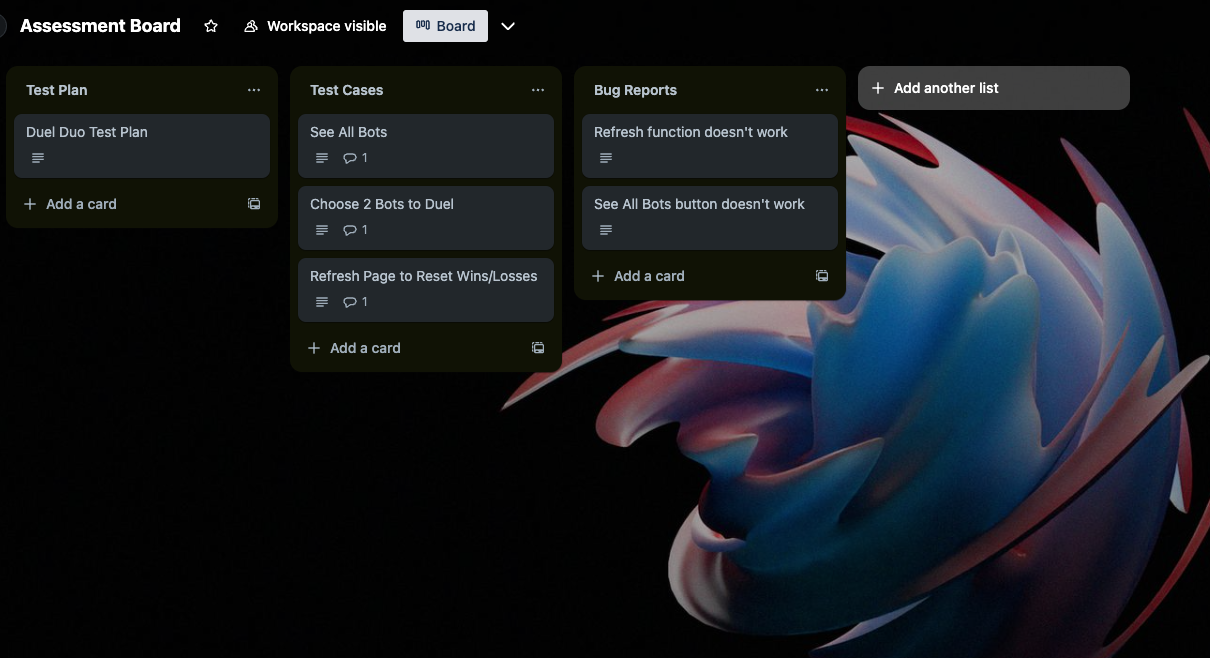 Assessment Board
Workspace visible
Board
Test Plan
Duel Duo Test Plan
Add a card
Test Cases
See All Bots
1
Choose 2 Bots to Duel
1
Refresh Page to Reset Wins/Losses
1
Add a card
Bug Reports
Refresh function doesn't work
See All Bots button doesn't work
Add a card
Add another list